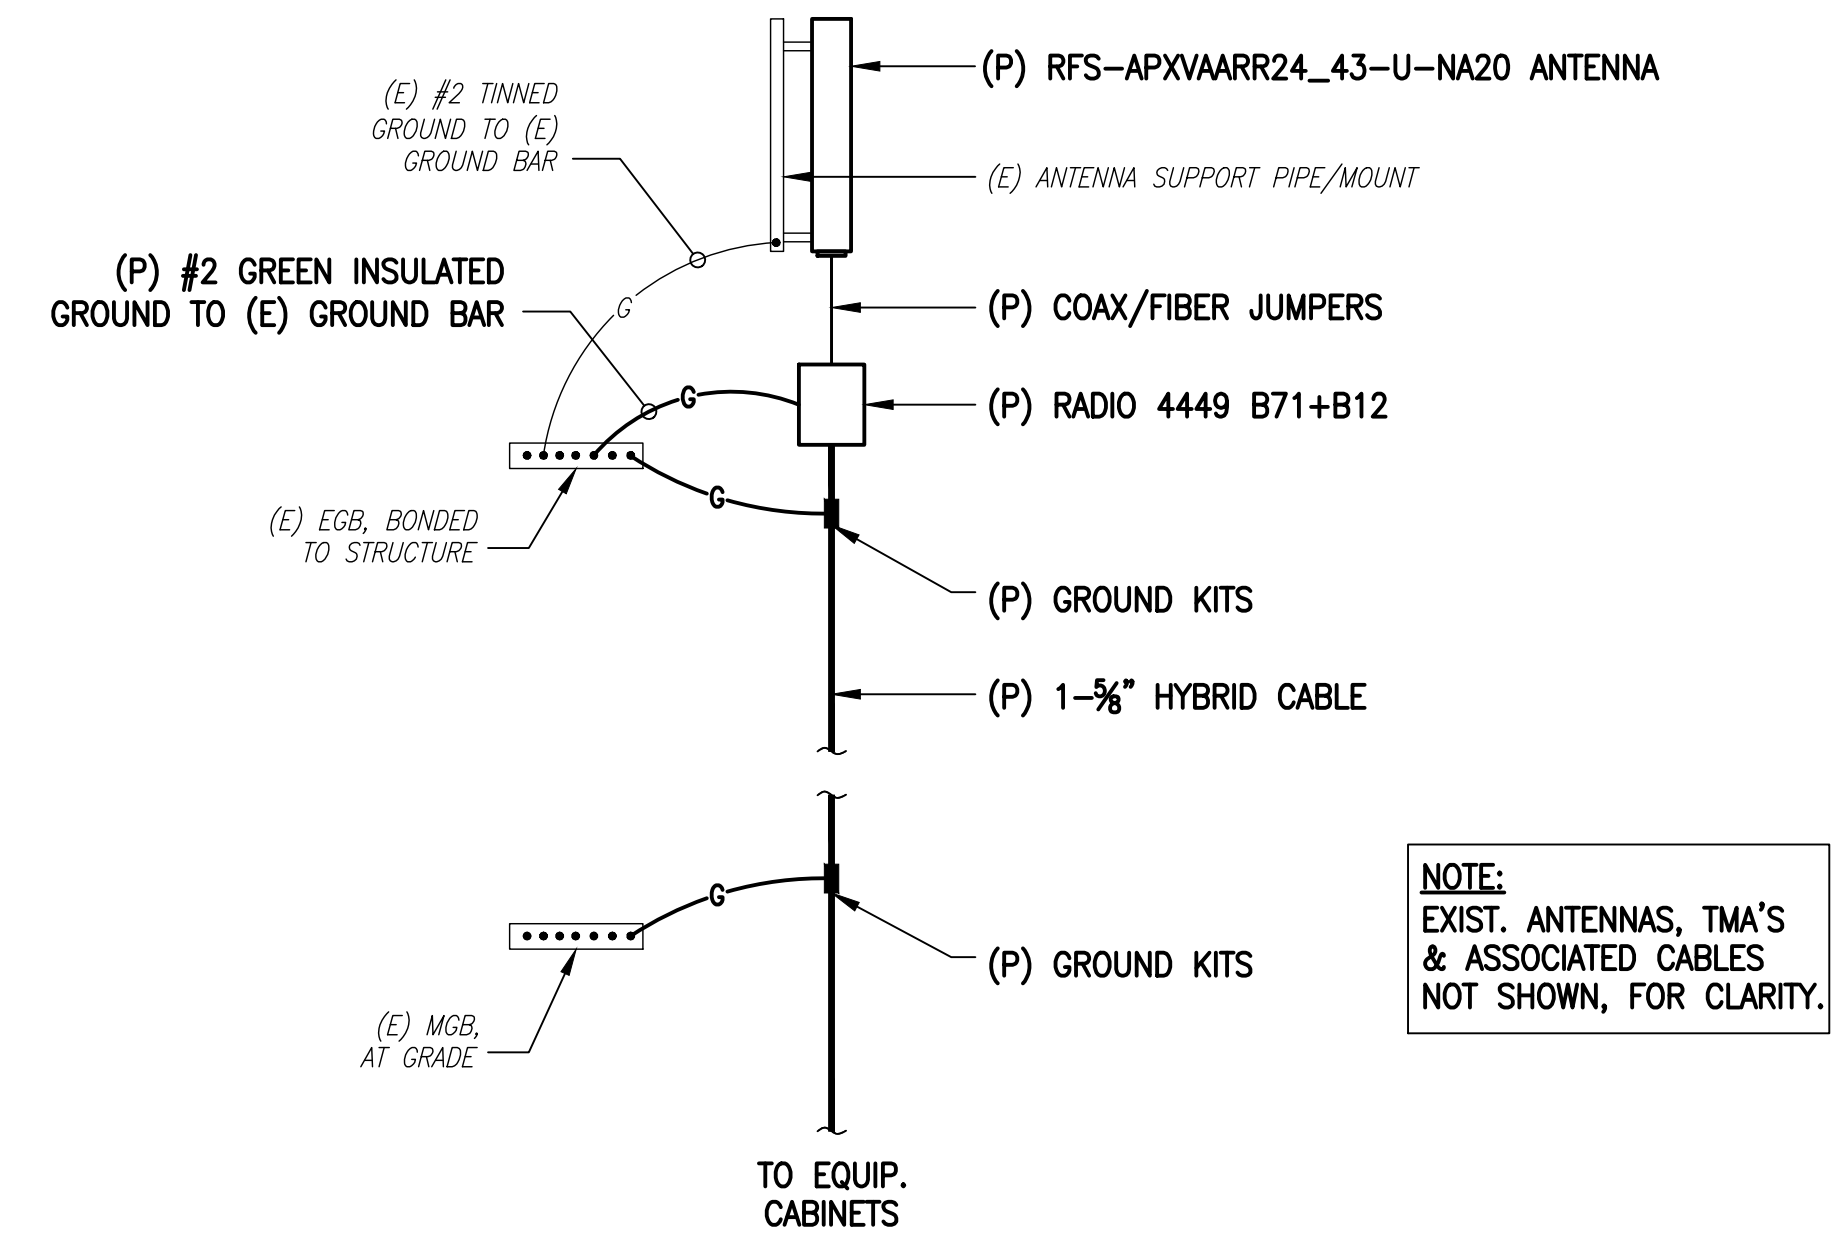 (P) RFS-APXVAARR24_43-U-NA20 ANTENNA
(E) #2 TINNED
GROUND TO (E)
GROUND BAR
(E) ANTENNA SUPPORT PIPE/MOUNT
(P) #2 GREEN INSULATED
GROUND TO (E) GROUND BAR
G
(P) COAX/FIBER JUMPERS
G
(P) RADIO 4449 B71+B12
G
(E) EGB, BONDED
TO STRUCTURE
(P) GROUND KITS
(P) 1-⅝" HYBRID CABLE
G
(P) GROUND KITS
(E) MGB,
AT GRADE
NOTE:
EXIST. ANTENNAS, TMA'S
& ASSOCIATED CABLES
NOT SHOWN, FOR CLARITY.
TO EQUIP.
CABINETS